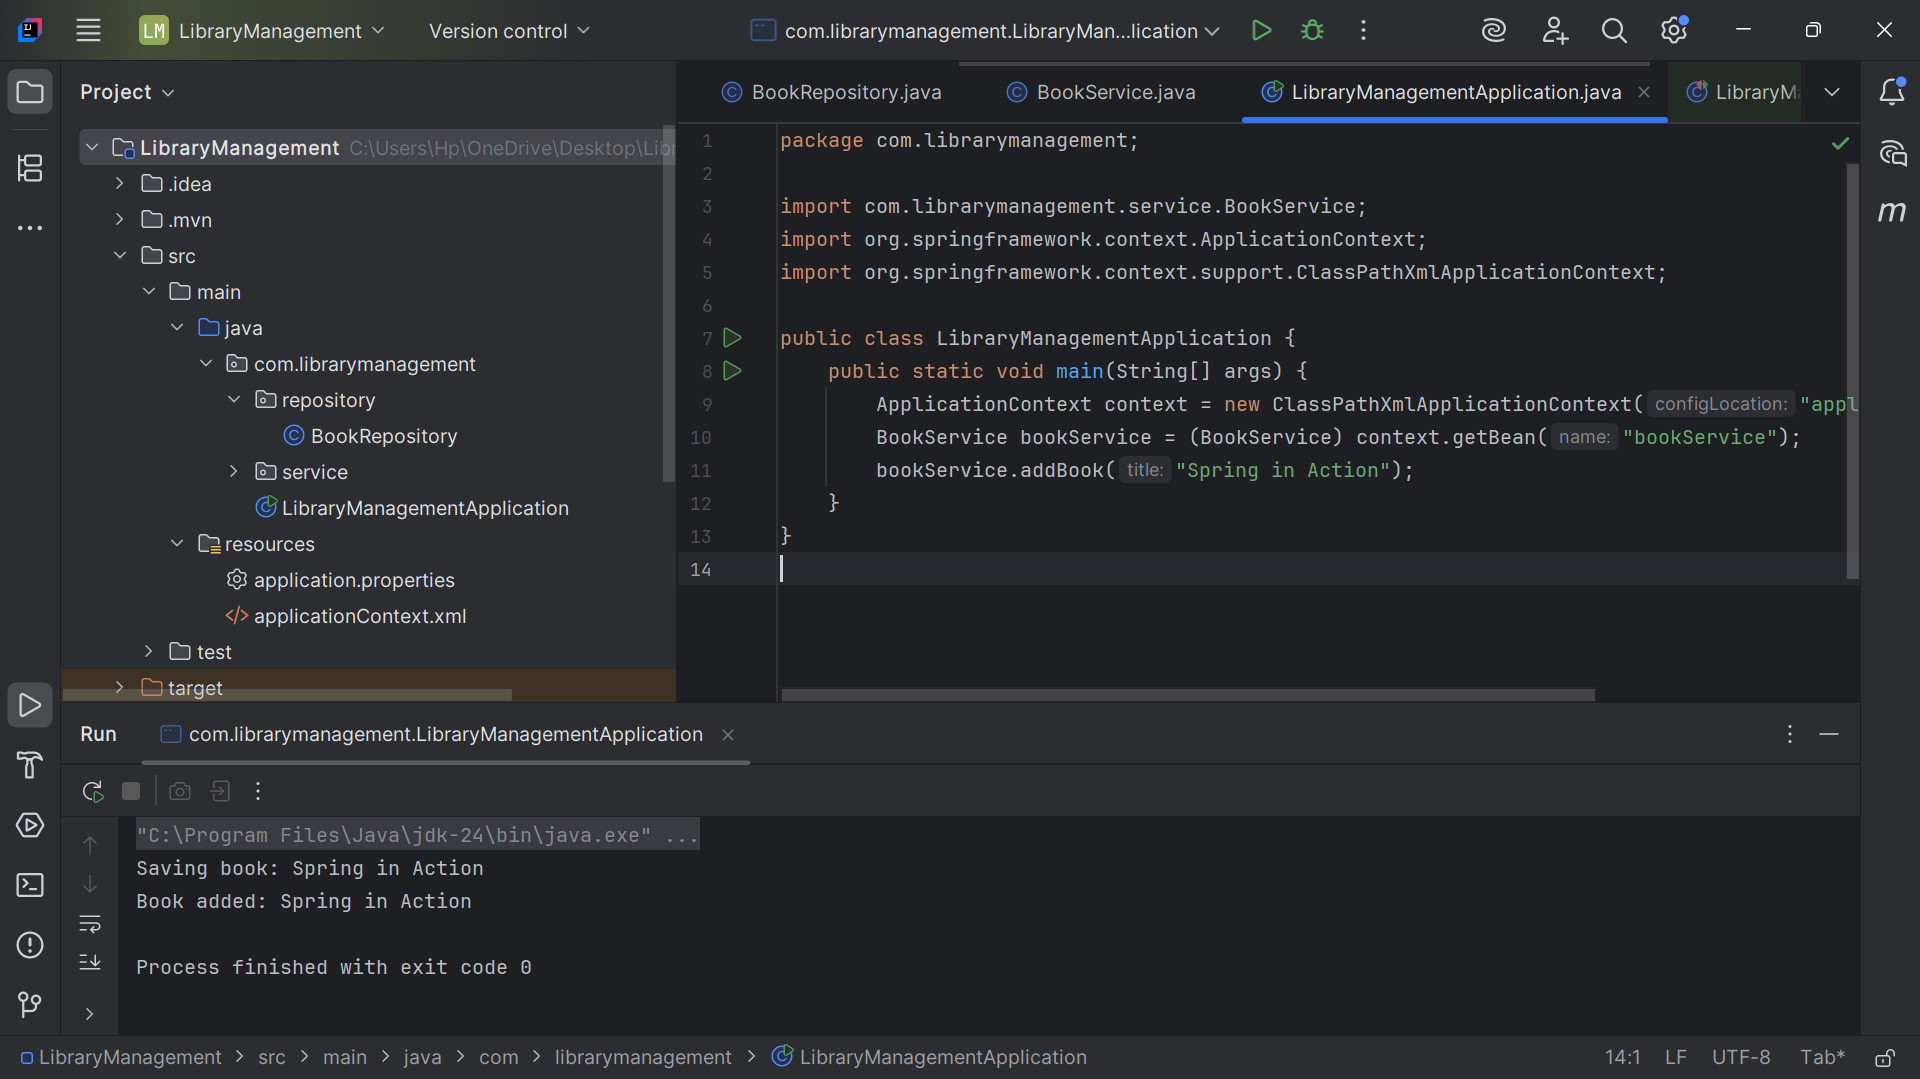 LM LibraryManagement Version control com.librarymanagement.LibraryMan...lication
Project
LibraryManagement C:\Users\Hp\OneDrive\Desktop\Libr
.idea
.mvn
src
main
java
com.librarymanagement
repository
BookRepository
service
LibraryManagementApplication
resources
application.properties
applicationContext.xml
test
target
BookRepository.java BookService.java LibraryManagementApplication.java LibraryMa
1 package com.librarymanagement;
2
3 import com.librarymanagement.service.BookService;
4 import org.springframework.context.ApplicationContext;
5 import org.springframework.context.support.ClassPathXmlApplicationContext;
6
7 public class LibraryManagementApplication {
8 public static void main(String[] args) {
9 ApplicationContext context = new ClassPathXmlApplicationContext( configLocation: "appl
10 BookService bookService = (BookService) context.getBean( name: "bookService");
11 bookService.addBook( title: "Spring in Action");
12 }
13 }
14
m
Run com.librarymanagement.LibraryManagementApplication
"C:\Program Files\Java\jdk-24\bin\java.exe" ...
Saving book: Spring in Action
Book added: Spring in Action
Process finished with exit code 0
LibraryManagement > src > main > java > com > librarymanagement > LibraryManagementApplication 14:1 LF UTF-8 Tab*